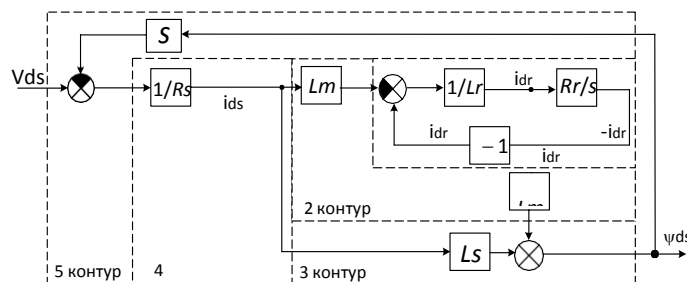 S
Vds
1/Rs
ids
Lm
1/Lr
idr
Rr/s
idr
− 1
-idr
idr
2 контур
Ls
ψds
5 контур
4
3 контур